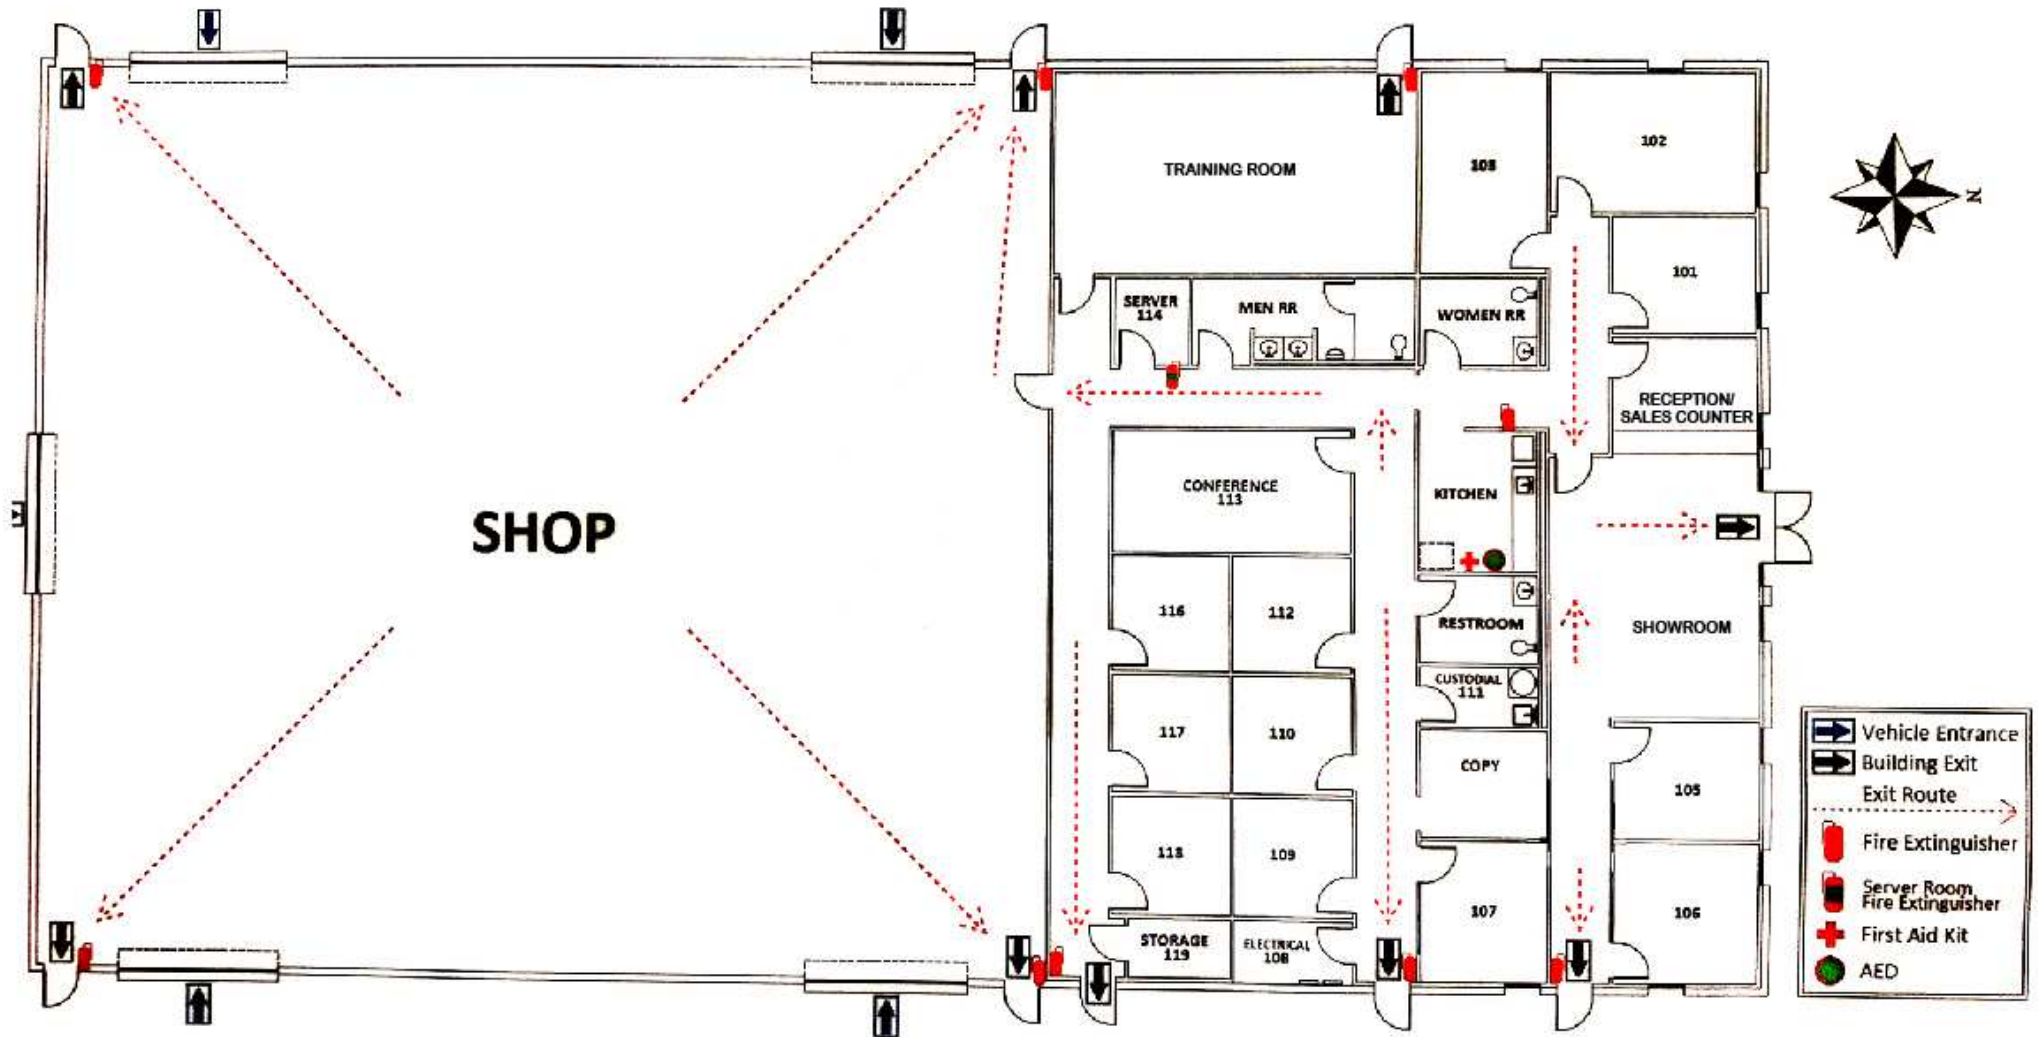 TRAINING ROOM
103
102
N
101
SERVER
114
MEN RR
WOMEN RR
RECEPTION/
SALES COUNTER
CONFERENCE
113
KITCHEN
SHOP
116
112
RESTROOM
SHOWROOM
CUSTODIAL
111
117
110
COPY
105
118
109
107
106
STORAGE
119
ELECTRICAL
108
Vehicle Entrance
Building Exit
Exit Route
Fire Extinguisher
Server Room
Fire Extinguisher
First Aid Kit
AED